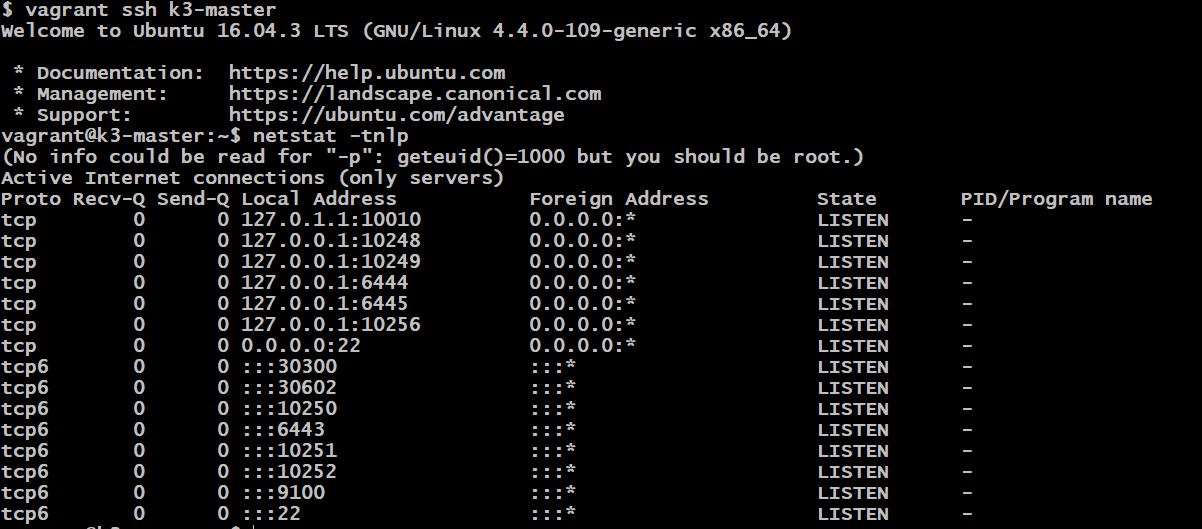 $ vagrant ssh k3-master
Welcome to Ubuntu 16.04.3 LTS (GNU/Linux 4.4.0-109-generic x86_64)
* Documentation:  https://help.ubuntu.com
* Management:     https://landscape.canonical.com
* Support:        https://ubuntu.com/advantage
vagrant@k3-master:~$ netstat -tnlp
(No info could be read for "-p": geteuid()=1000 but you should be root.)
Active Internet connections (only servers)
Proto Recv-Q Send-Q Local Address           Foreign Address         State       PID/Program name
tcp        0      0 127.0.1.1:10010         0.0.0.0:*               LISTEN      -
tcp        0      0 127.0.0.1:10248         0.0.0.0:*               LISTEN      -
tcp        0      0 127.0.0.1:10249         0.0.0.0:*               LISTEN      -
tcp        0      0 127.0.0.1:6444          0.0.0.0:*               LISTEN      -
tcp        0      0 127.0.0.1:6445          0.0.0.0:*               LISTEN      -
tcp        0      0 127.0.0.1:10256         0.0.0.0:*               LISTEN      -
tcp        0      0 0.0.0.0:22              0.0.0.0:*               LISTEN      -
tcp6       0      0 :::30300                :::*                    LISTEN      -
tcp6       0      0 :::30602                :::*                    LISTEN      -
tcp6       0      0 :::10250                :::*                    LISTEN      -
tcp6       0      0 :::6443                 :::*                    LISTEN      -
tcp6       0      0 :::10251                :::*                    LISTEN      -
tcp6       0      0 :::10252                :::*                    LISTEN      -
tcp6       0      0 :::9100                 :::*                    LISTEN      -
tcp6       0      0 :::22                   :::*                    LISTEN      -